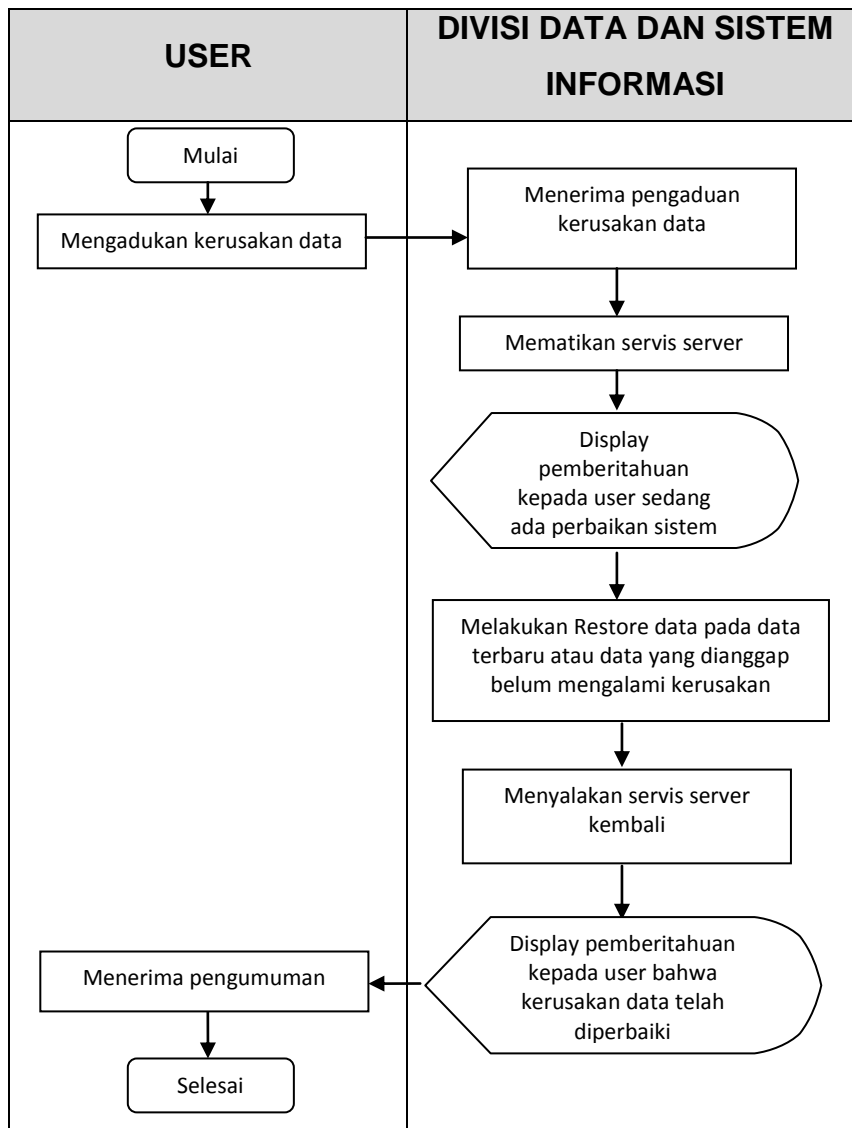 USER
DIVISI DATA DAN SISTEM
INFORMASI
Mulai
Mengadukan kerusakan data
Menerima pengaduan
kerusakan data
Mematikan servis server
Display
pemberitahuan
kepada user sedang
ada perbaikan sistem
Melakukan Restore data pada data
terbaru atau data yang dianggap
belum mengalami kerusakan
Menyalakan servis server
kembali
Display pemberitahuan
kepada user bahwa
kerusakan data telah
diperbaiki
Menerima pengumuman
Selesai